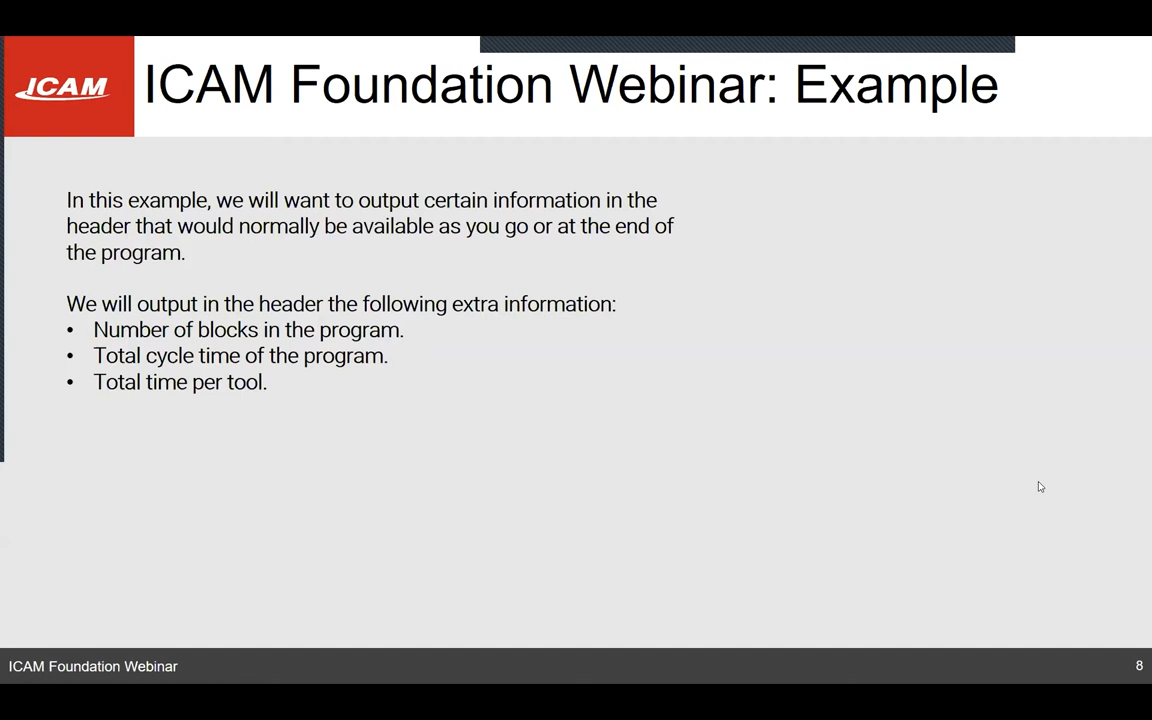 ICAM
ICAM Foundation Webinar: Example
In this example, we will want to output certain information in the
header that would normally be available as you go or at the end of
the program.
We will output in the header the following extra information:
• Number of blocks in the program.
• Total cycle time of the program.
• Total time per tool.
ICAM Foundation Webinar
8